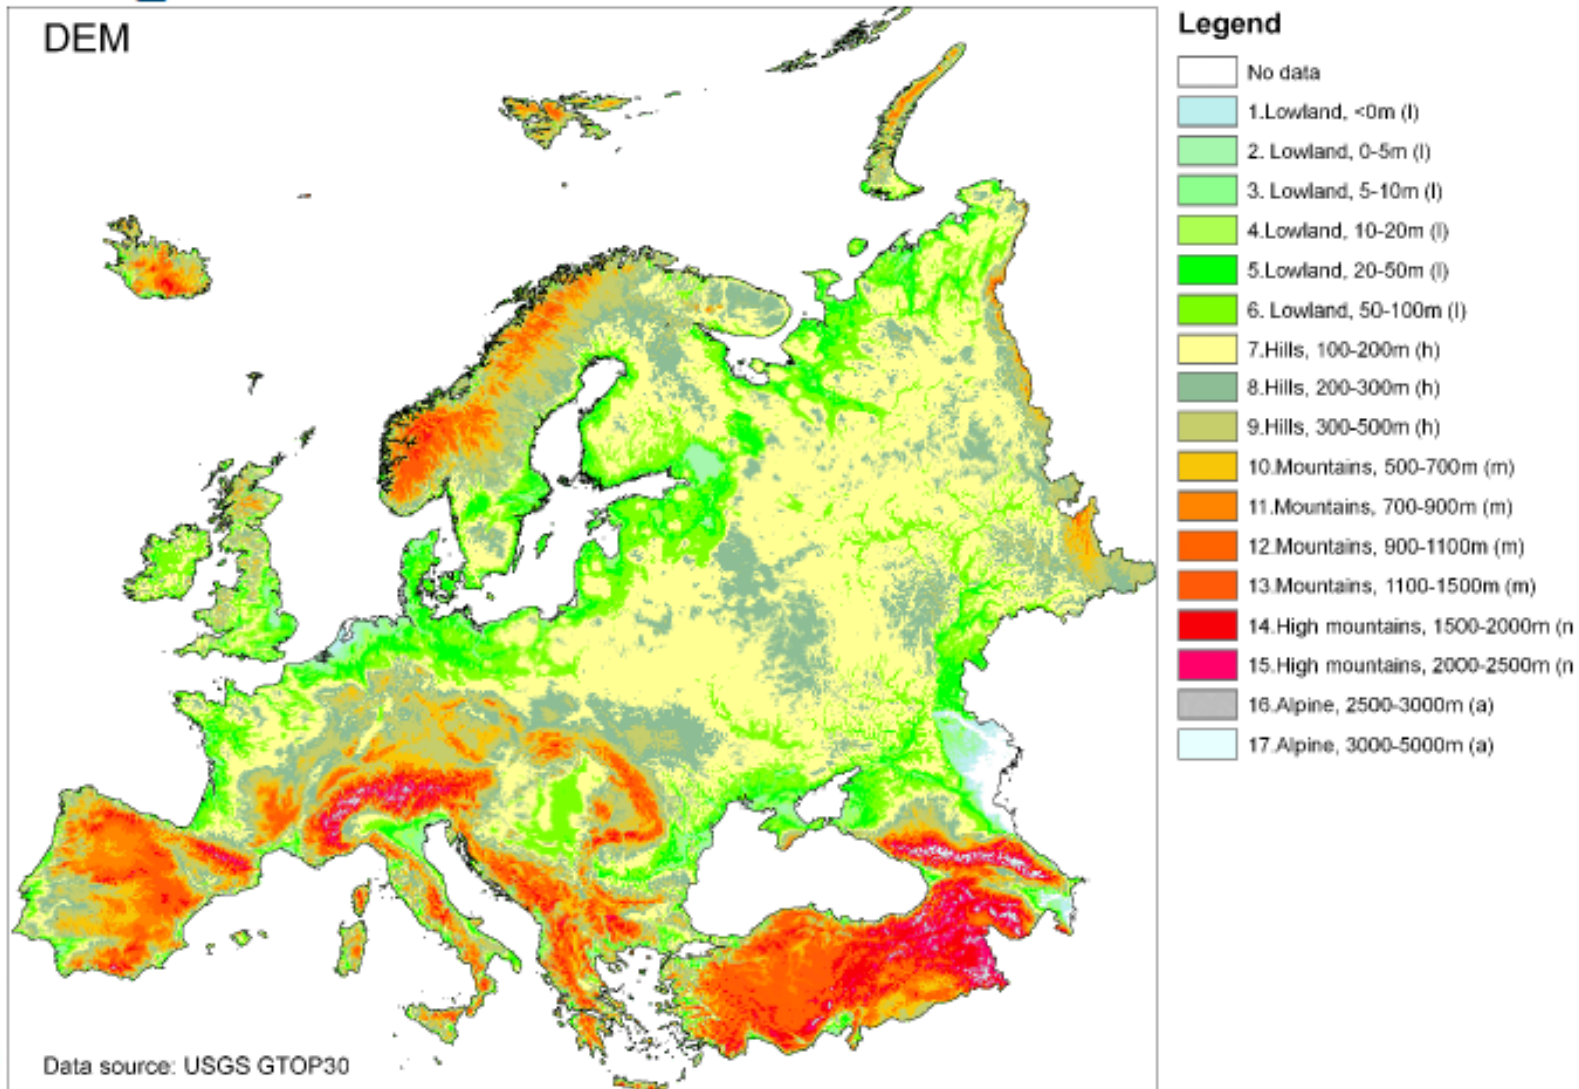 DEM
Legend
No data
1.Lowland, <0m (l)
2. Lowland, 0-5m (l)
3. Lowland, 5-10m (l)
4.Lowland, 10-20m (l)
5.Lowland, 20-50m (l)
6. Lowland, 50-100m (l)
7.Hills, 100-200m (h)
8.Hills, 200-300m (h)
9.Hills, 300-500m (h)
10.Mountains, 500-700m (m)
11.Mountains, 700-900m (m)
12.Mountains, 900-1100m (m)
13.Mountains, 1100-1500m (m)
14.High mountains, 1500-2000m (n
15.High mountains, 2000-2500m (n
16.Alpine, 2500-3000m (a)
17.Alpine, 3000-5000m (a)
Data source: USGS GTOP30